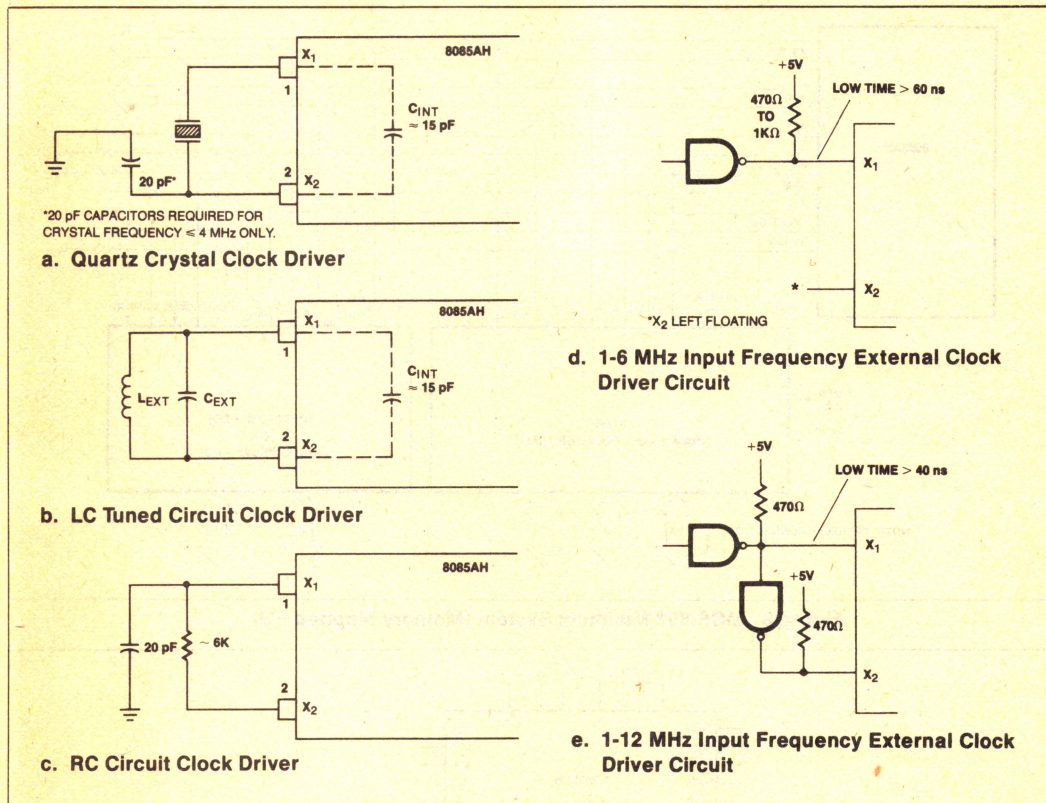 8085AH
X1
1
CINT
≈ 15 pF
20 pF*
2
X2
*20 pF CAPACITORS REQUIRED FOR
CRYSTAL FREQUENCY ≤ 4 MHz ONLY.
a. Quartz Crystal Clock Driver
8085AH
X1
1
CINT
≈ 15 pF
LEXT
CEXT
2
X2
b. LC Tuned Circuit Clock Driver
8085AH
X1
1
20 pF
~ 6K
2
X2
c. RC Circuit Clock Driver
+5V
470Ω
TO
1KΩ
LOW TIME > 60 ns
X1
*
X2
*X2 LEFT FLOATING
d. 1-6 MHz Input Frequency External Clock
Driver Circuit
+5V
LOW TIME > 40 ns
470Ω
X1
+5V
470Ω
X2
e. 1-12 MHz Input Frequency External Clock
Driver Circuit